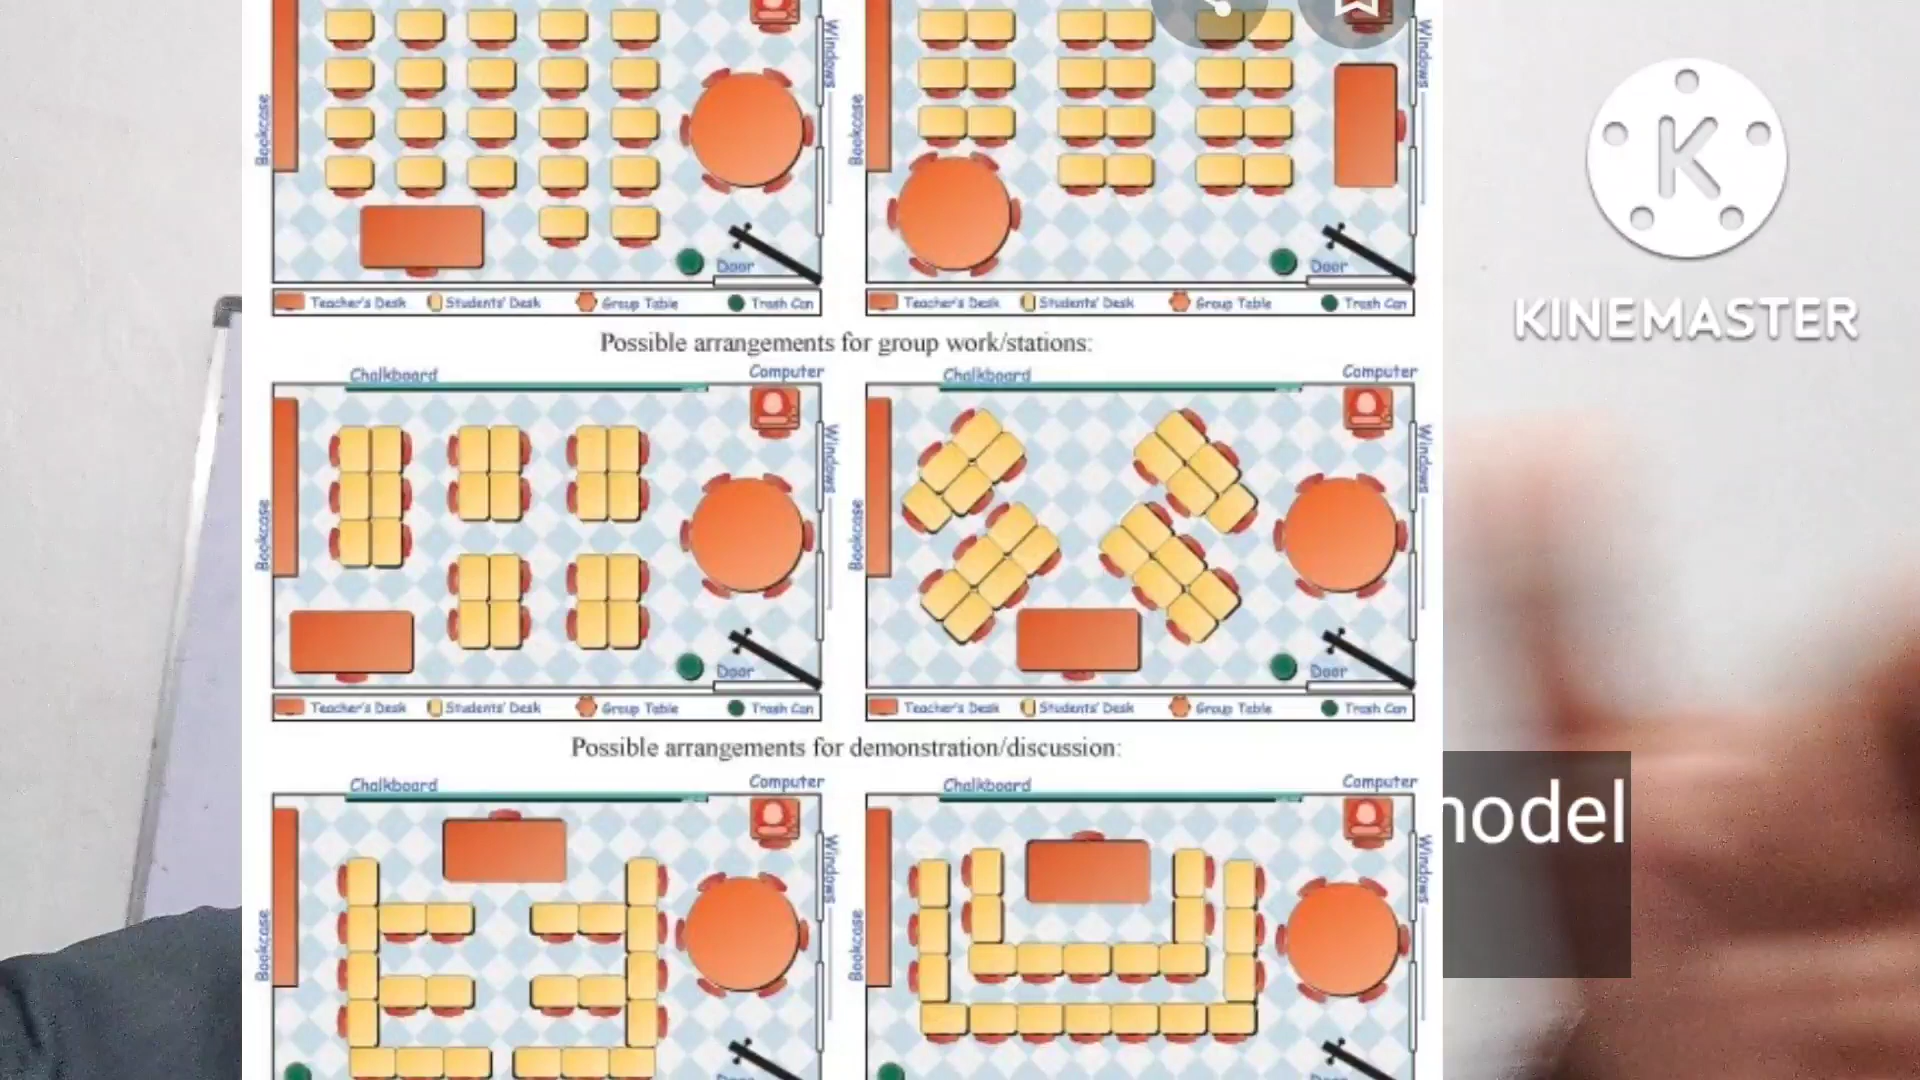 Windows
Windows
Bookcase
Bookcase
Door
Door
Teacher's Desk Students' Desk Group Table Trash Can
Teacher's Desk Students' Desk Group Table Trash Can
K
KINEMASTER
Possible arrangements for group work/stations:
Chalkboard Computer
Chalkboard Computer
Windows
Windows
Bookcase
Bookcase
Door
Door
Teacher's Desk Students' Desk Group Table Trash Can
Teacher's Desk Students' Desk Group Table Trash Can
Possible arrangements for demonstration/discussion:
Chalkboard Computer
Chalkboard Computer
nodel
Windows
Windows
Bookcase
Bookcase